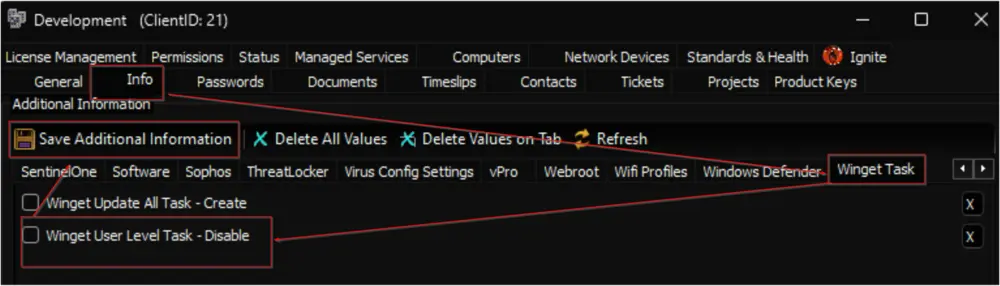 Development (ClientID: 21)
License Management Permissions Status Managed Services Computers Network Devices Standards & Health Ignite
General Info Passwords Documents Timeslips Contacts Tickets Projects Product Keys
Additional Information
Save Additional Information Delete All Values Delete Values on Tab Refresh
SentinelOne Software Sophos ThreatLocker Virus Config Settings vPro Webroot Wifi Profiles Windows Defender Winget Task
Winget Update All Task - Create X
Winget User Level Task - Disable X